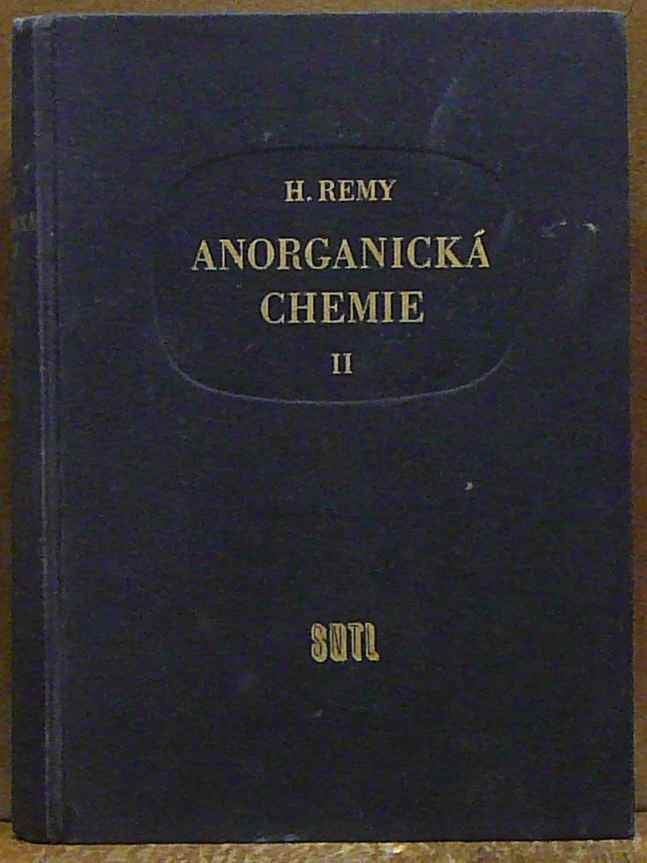 H. REMY
ANORGANICKÁ
CHEMIE
II
SNTL